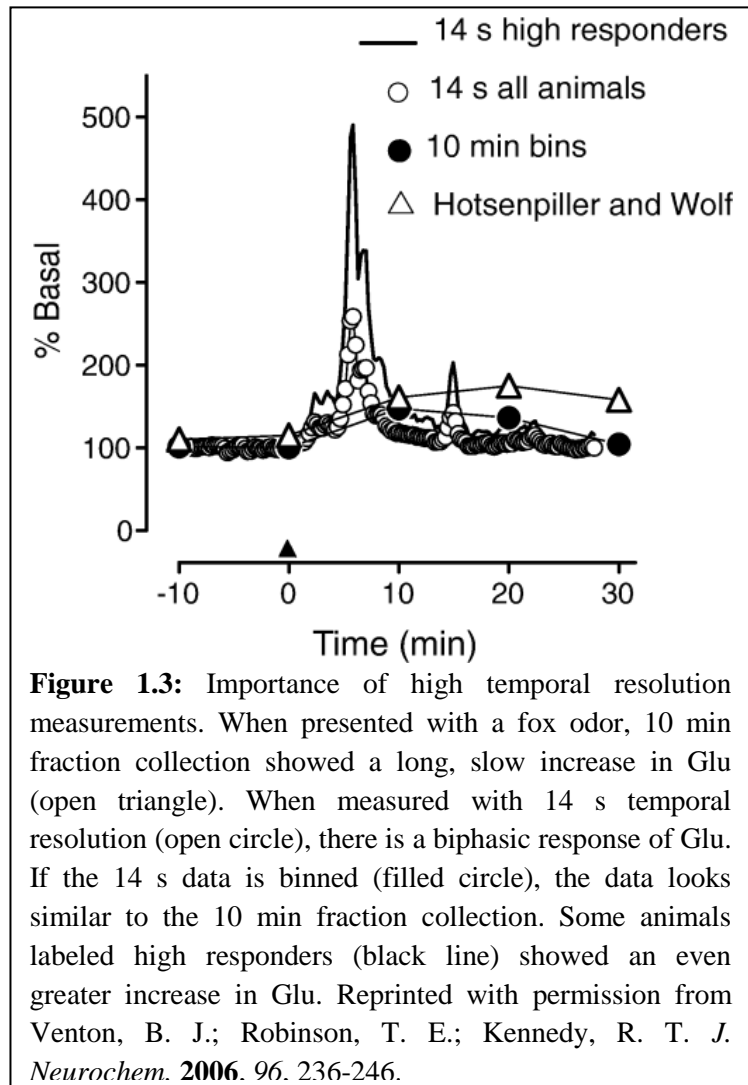 14 s high responders
14 s all animals
10 min bins
Hotsenpiller and Wolf
500
400
300
200
100
0
% Basal
-10 0 10 20 30
Time (min)
Figure 1.3: Importance of high temporal resolution
measurements. When presented with a fox odor, 10 min
fraction collection showed a long, slow increase in Glu
(open triangle). When measured with 14 s temporal
resolution (open circle), there is a biphasic response of Glu.
If the 14 s data is binned (filled circle), the data looks
similar to the 10 min fraction collection. Some animals
labeled high responders (black line) showed an even
greater increase in Glu. Reprinted with permission from
Venton, B. J.; Robinson, T. E.; Kennedy, R. T. J.
Neurochem. 2006, 96, 236-246.